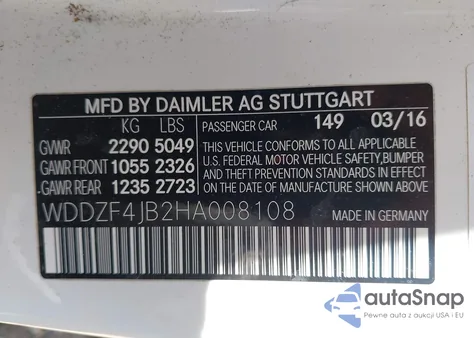 MFD BY DAIMLER AG STUTTGART
KG LBS
GVWR 2290 5049
GAWR FRONT 1055 2326
GAWR REAR 1235 2723
PASSENGER CAR 149 03/16
THIS VEHICLE CONFORMS TO ALL APPLICABLE
U.S. FEDERAL MOTOR VEHICLE SAFETY, BUMPER
AND THEFT PREVENTION STANDARDS IN EFFECT
ON THE DATE OF MANUFACTURE SHOWN ABOVE
WDDZF4JB2HA008108
MADE IN GERMANY
autoSnap
Pewne auta z aukcji USA i EU